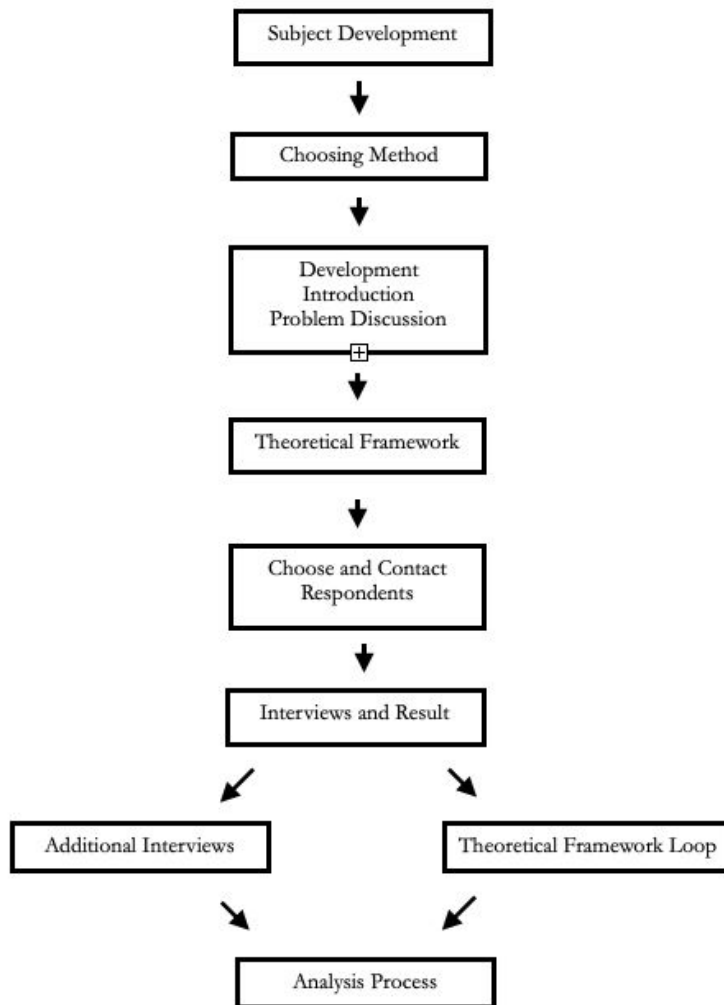 Subject Development
Choosing Method
Development
Introduction
Problem Discussion
Theoretical Framework
Choose and Contact
Respondents
Interviews and Result
Additional Interviews
Theoretical Framework Loop
Analysis Process